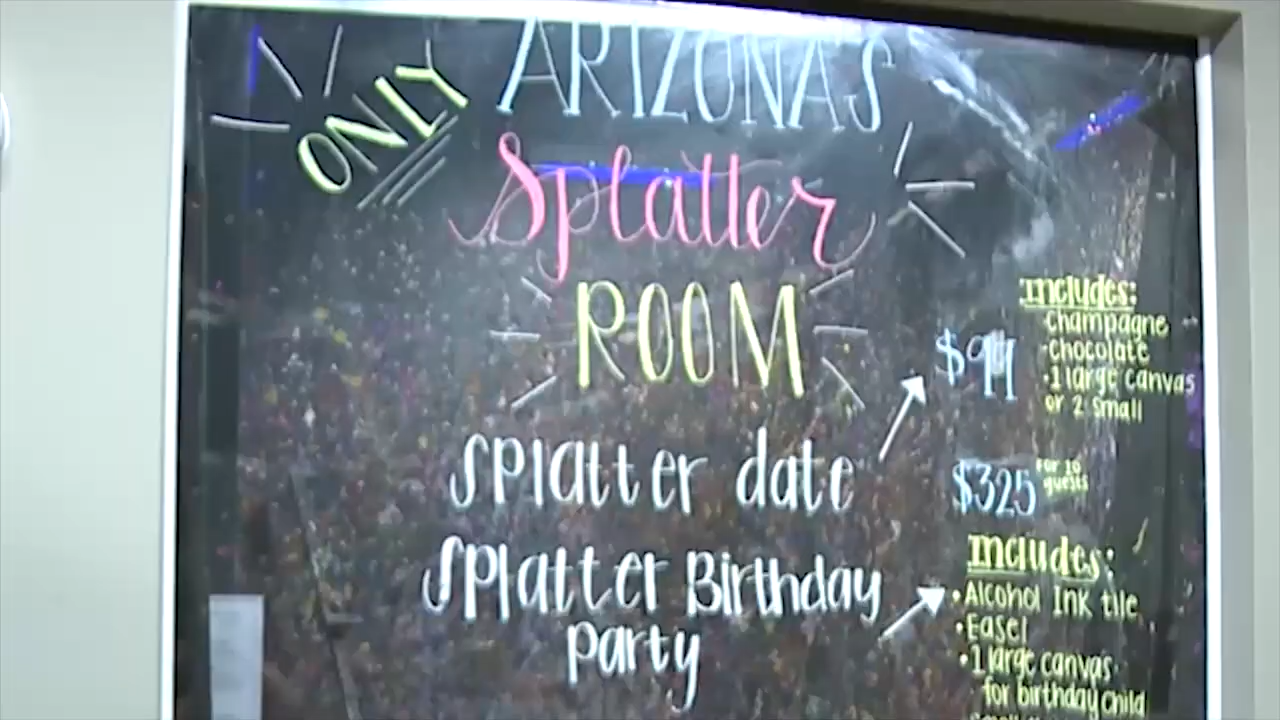 ONLY
ARIZONA'S
Splatter
ROOM
Splatter date
Includes:
Champagne
·Chocolate
·1 large canvas
or 2 small
$325 for 10
guests
Splatter Birthday
party
Includes:
·Alcohol Ink tile
·Easel
·1 large canvas
for birthday child